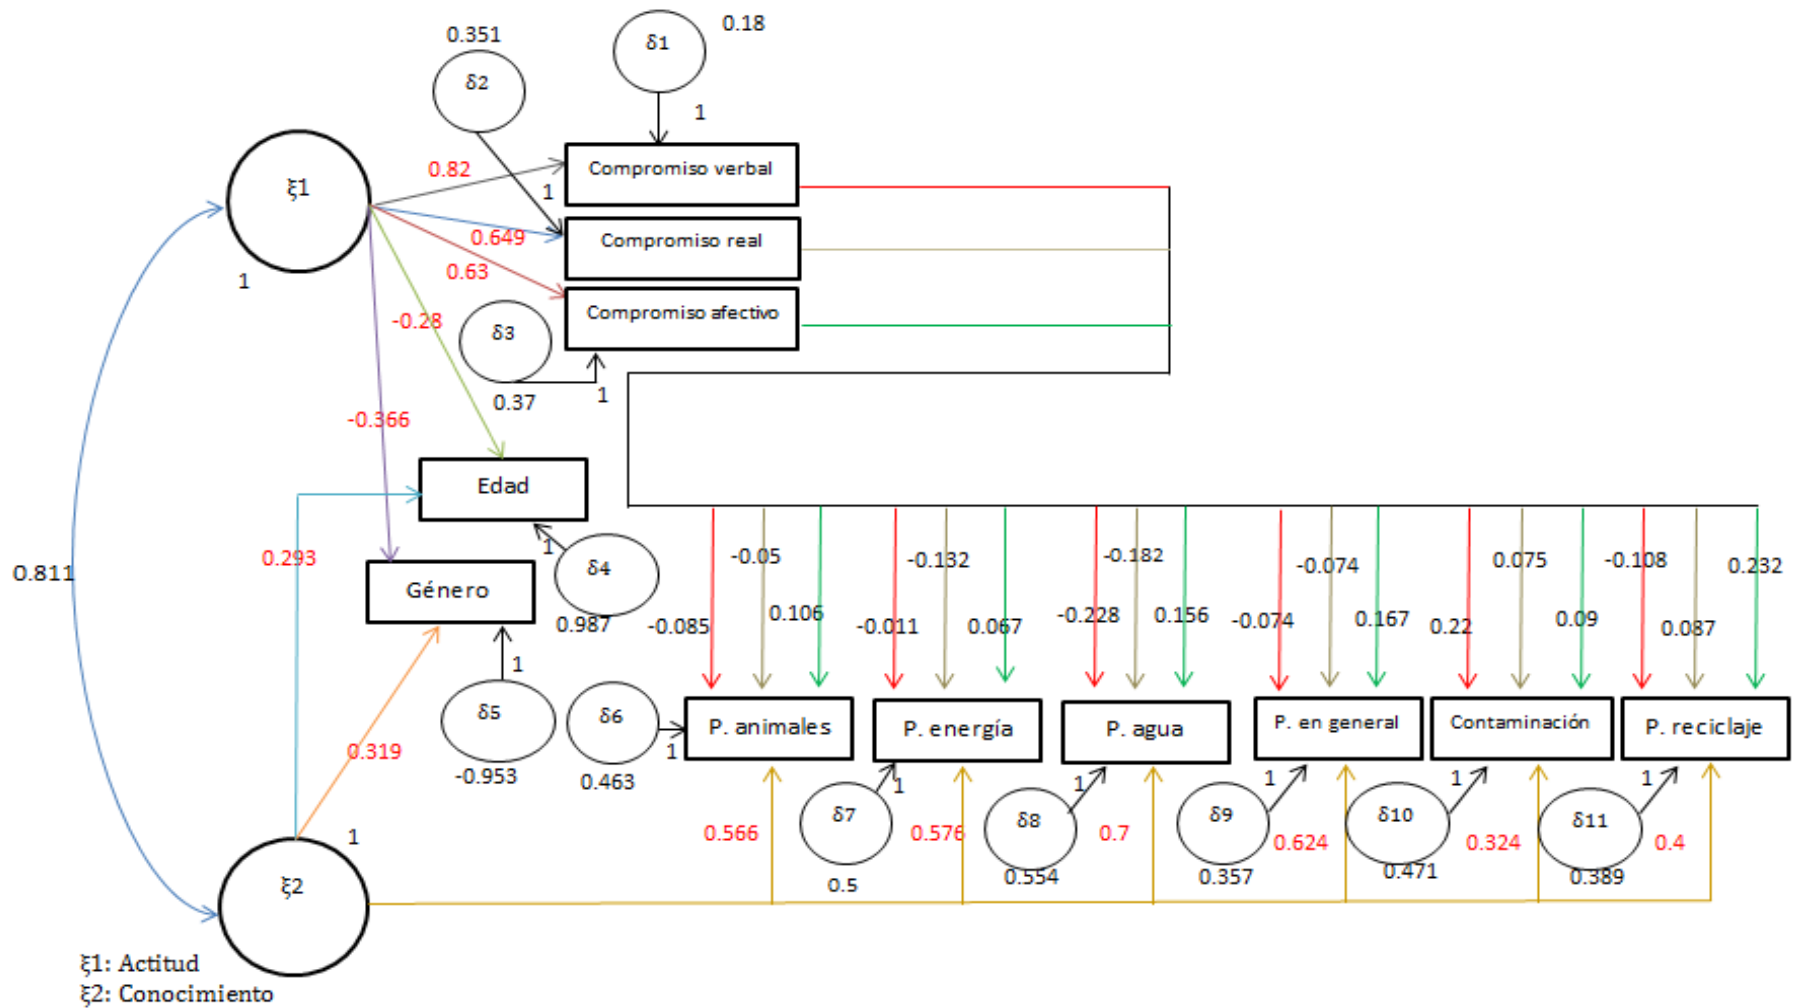 0.351
δ1
0.18
δ2
1
ξ1
0.82
Compromiso verbal
1
0.649
Compromiso real
0.63
1
Compromiso afectivo
-0.28
δ3
0.37
1
-0.366
Edad
0.293
1
δ4
0.811
Género
0.987
1
-0.05
-0.132
-0.182
-0.074
0.075
-0.108
0.232
-0.085
0.106
-0.011
0.067
-0.228
0.156
-0.074
0.167
0.22
0.09
0.087
δ5
-0.953
δ6
1
0.463
P. animales
P. energía
P. agua
P. en general
Contaminación
P. reciclaje
0.319
1
1
1
1
1
δ7
δ8
δ9
δ10
δ11
0.566
0.576
0.7
0.624
0.324
0.4
1
0.5
0.554
0.357
0.471
0.389
ξ2
ξ1: Actitud
ξ2: Conocimiento